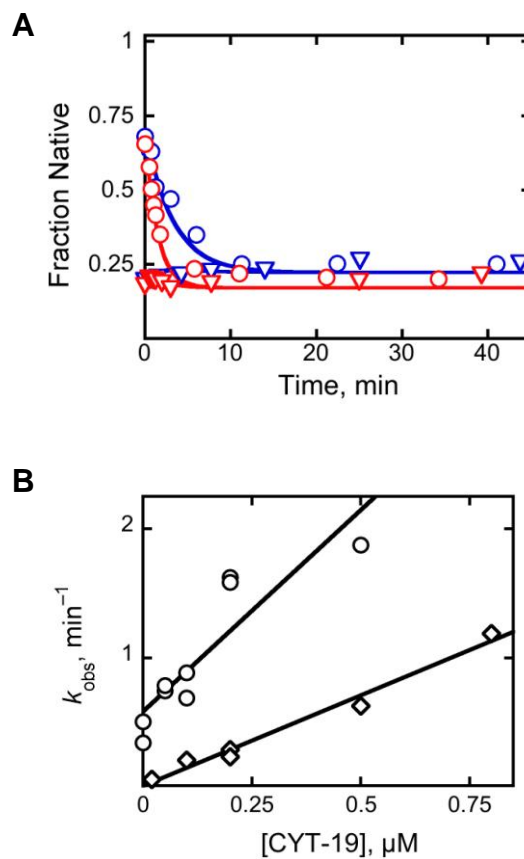 A
1
0.75
0.5
0.25
Fraction Native
0 10 20 30 40
Time, min
B
2
1
k_obs, min⁻¹
0 0.25 0.5 0.75
[CYT-19], µM